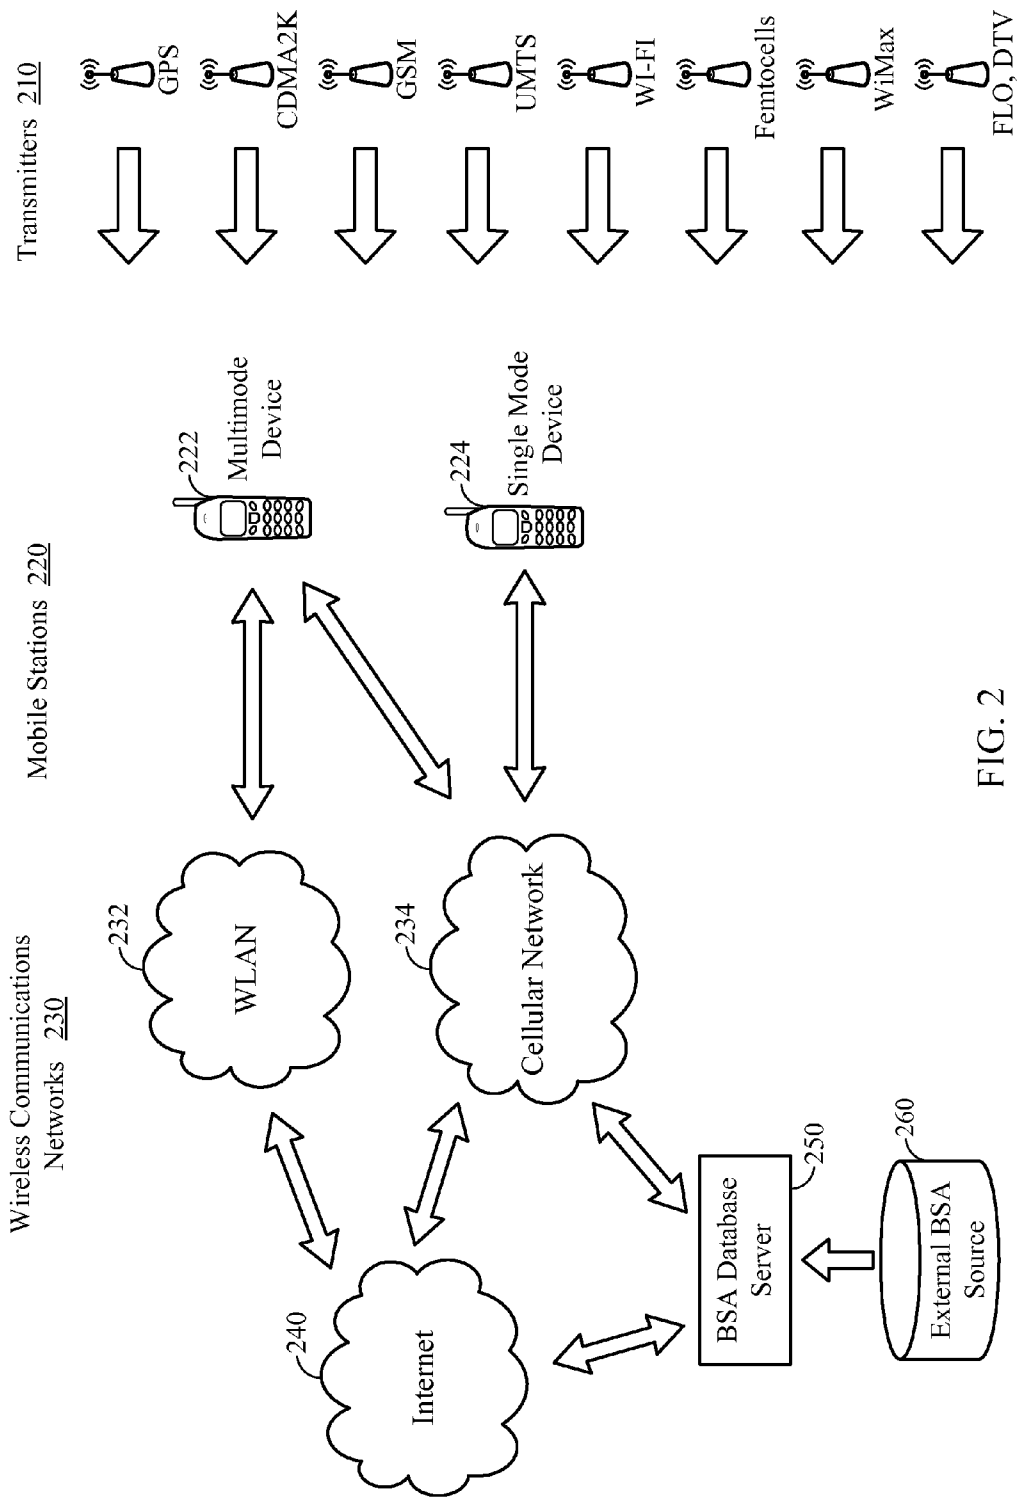 Wireless Communications
Networks 230
Mobile Stations 220
Transmitters 210
232
WLAN
222
Multimode
Device
GPS
CDMA2K
GSM
UMTS
WI-FI
Femtocells
WiMax
FLO, DTV
240
Internet
234
Cellular Network
224
Single Mode
Device
BSA Database
Server
250
External BSA
Source
260
FIG. 2